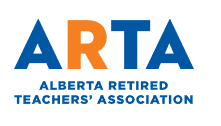 ARTA
ALBERTA RETIRED
TEACHERS' ASSOCIATION